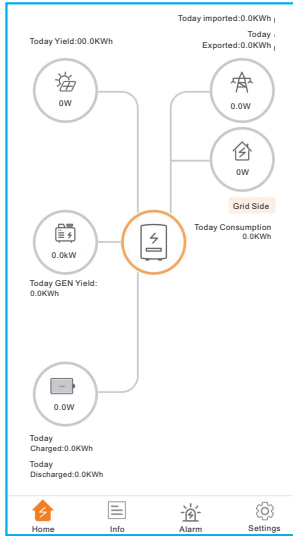 Today imported:0.0KWh
Today Yield:00.0KWh
Today
Exported:0.0KWh
0W
0.0W
0W
Grid Side
Today Consumption
0.0KWh
0.0kW
Today GEN Yield:
0.0KWh
0.0W
Today
Charged:0.0KWh
Today
Discharged:0.0KWh
Home
Info
Alarm
Settings